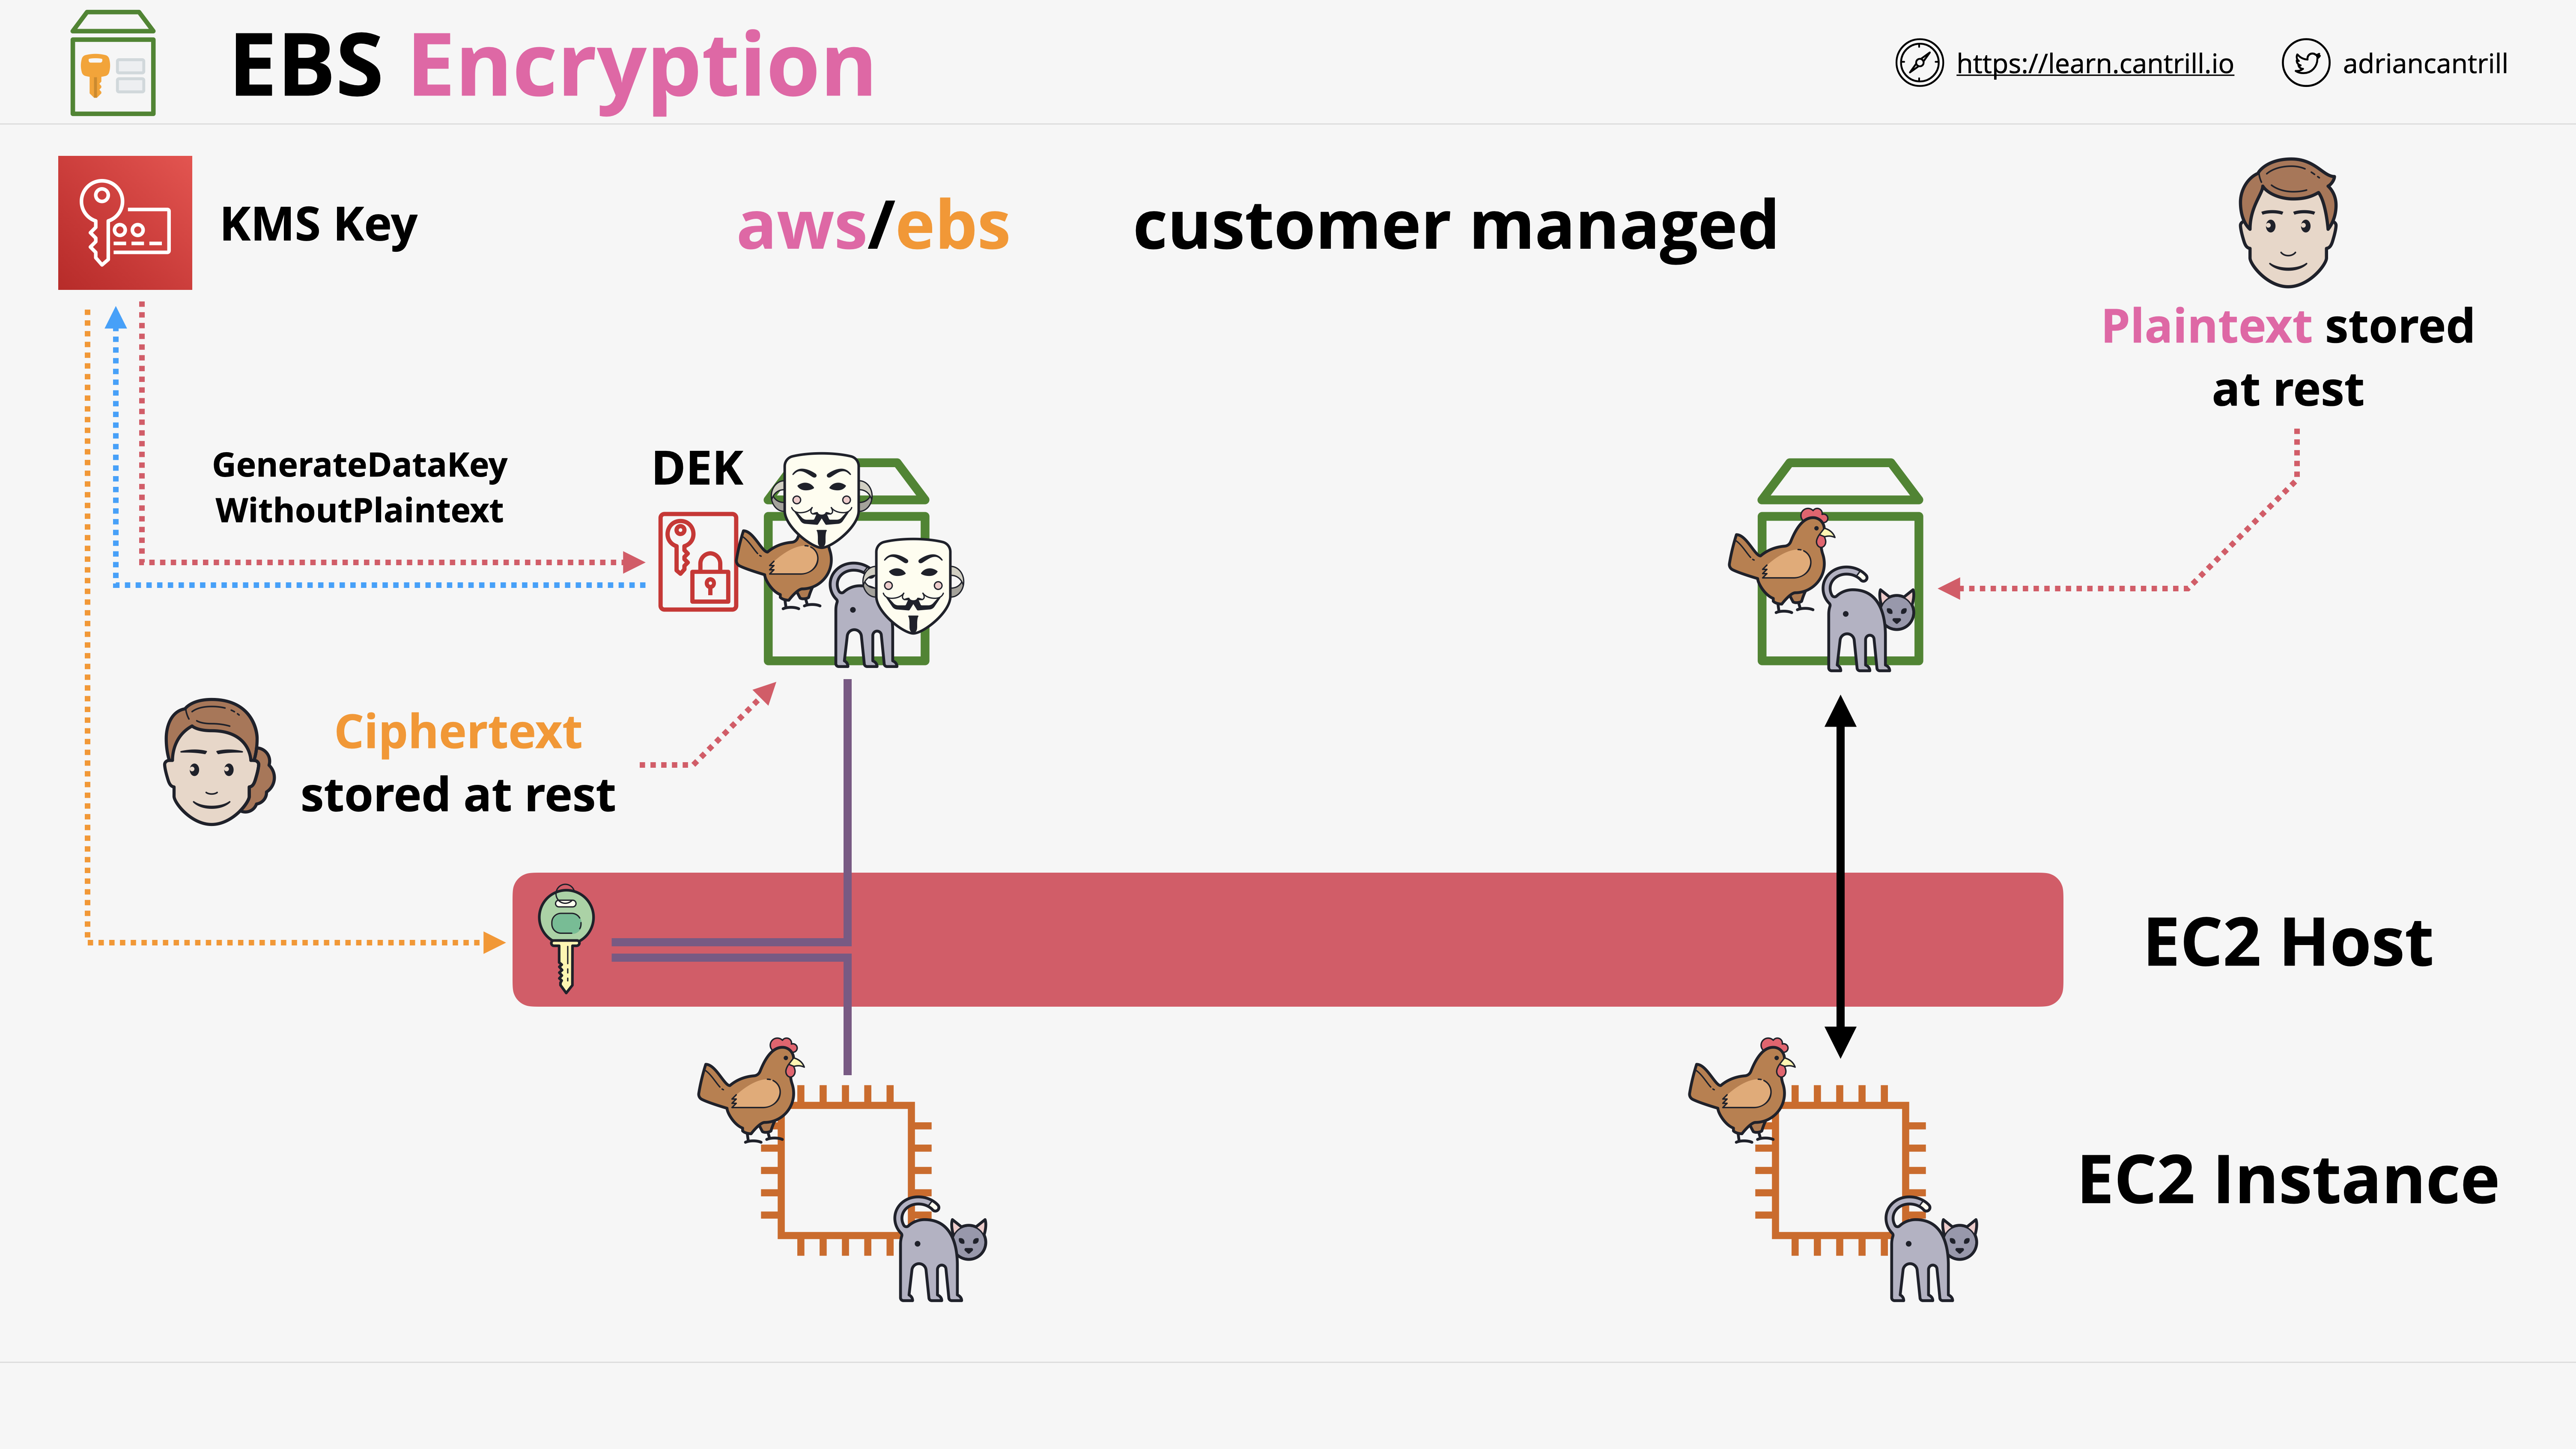 EBS Encryption
https://learn.cantrill.io
adriancantrill
KMS Key
aws/ebs
customer managed
Plaintext stored
at rest
GenerateDataKey
WithoutPlaintext
DEK
Ciphertext
stored at rest
EC2 Host
EC2 Instance